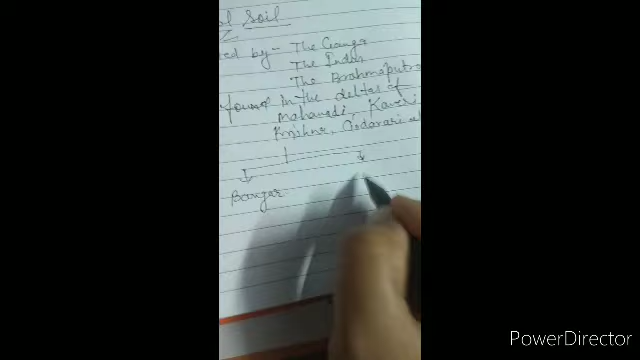 Soil
by- The Ganga
The Indus
The Brahmaputra
found in the deltas of
Mahanadi, Kaveri
Krishna, Godavari
Bangar
PowerDirector